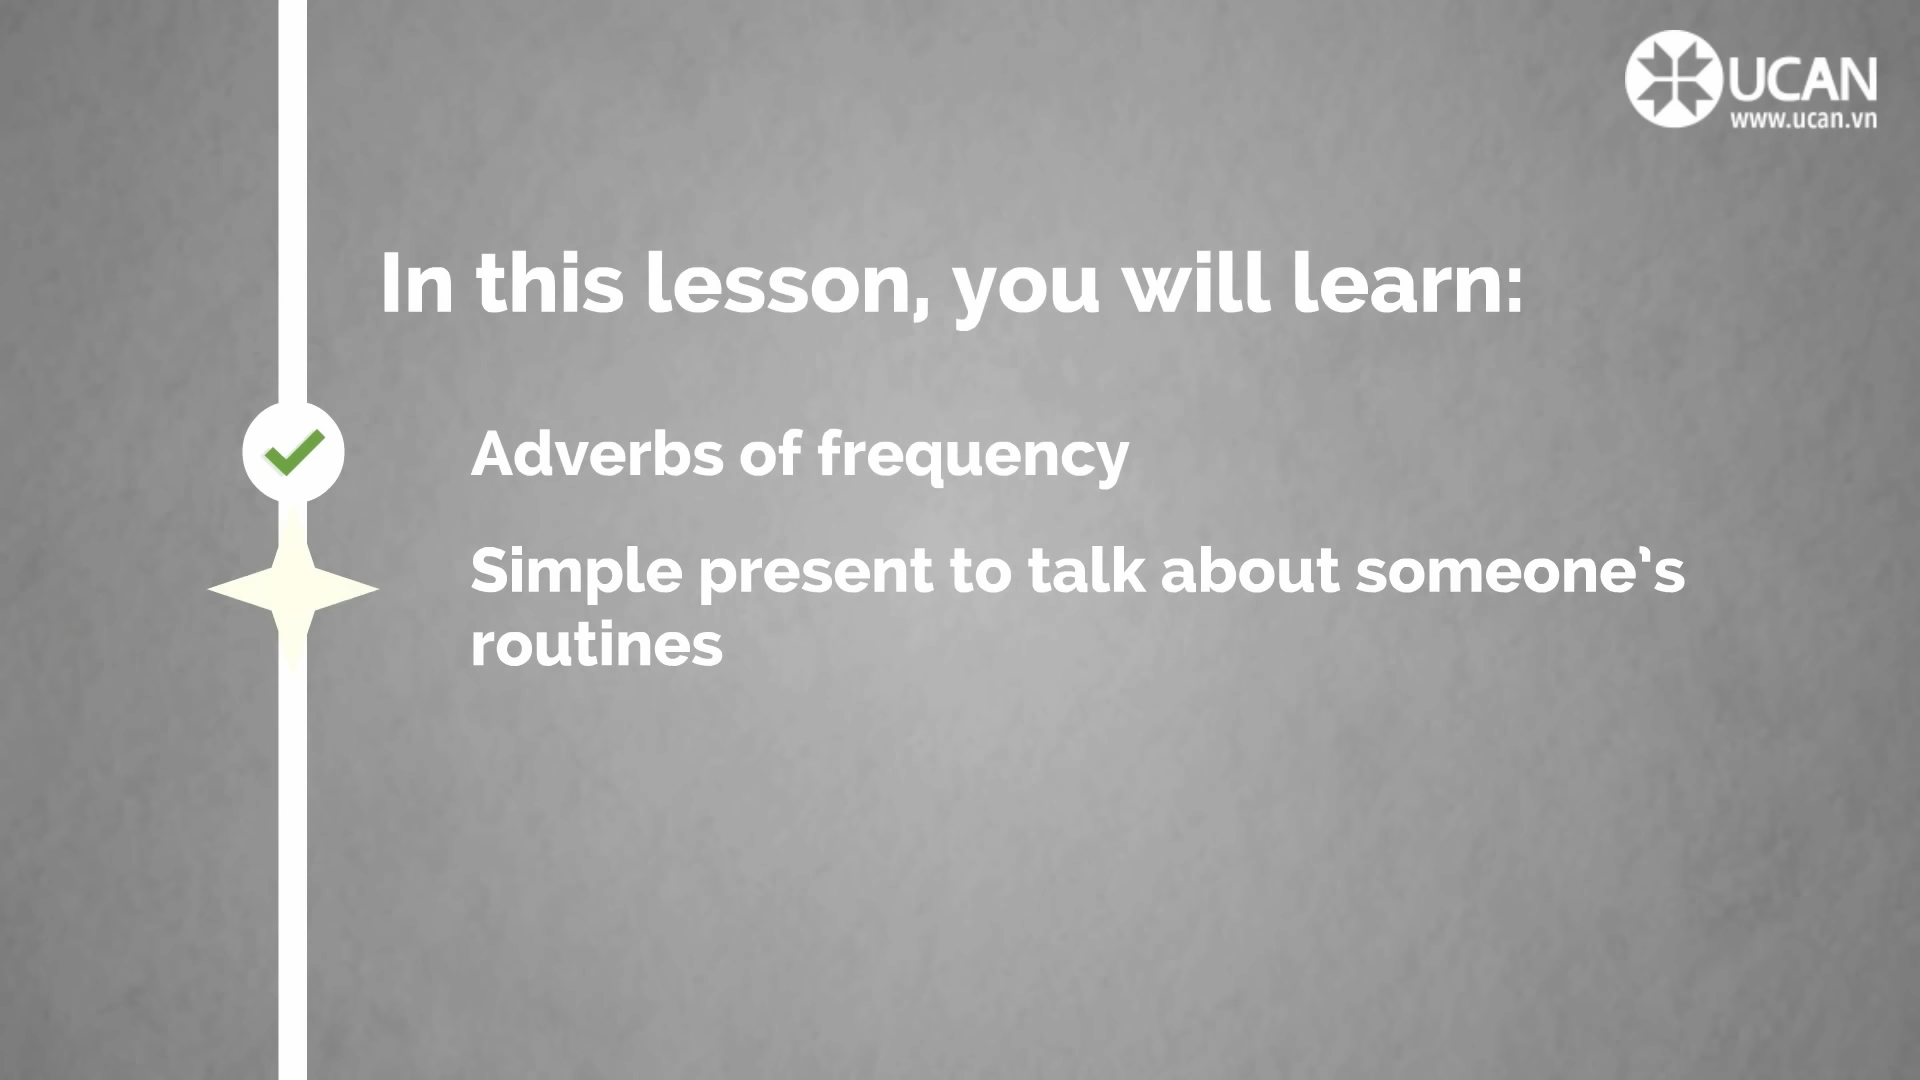 UCAN
www.ucan.vn
In this lesson, you will learn:
Adverbs of frequency
Simple present to talk about someone’s
routines